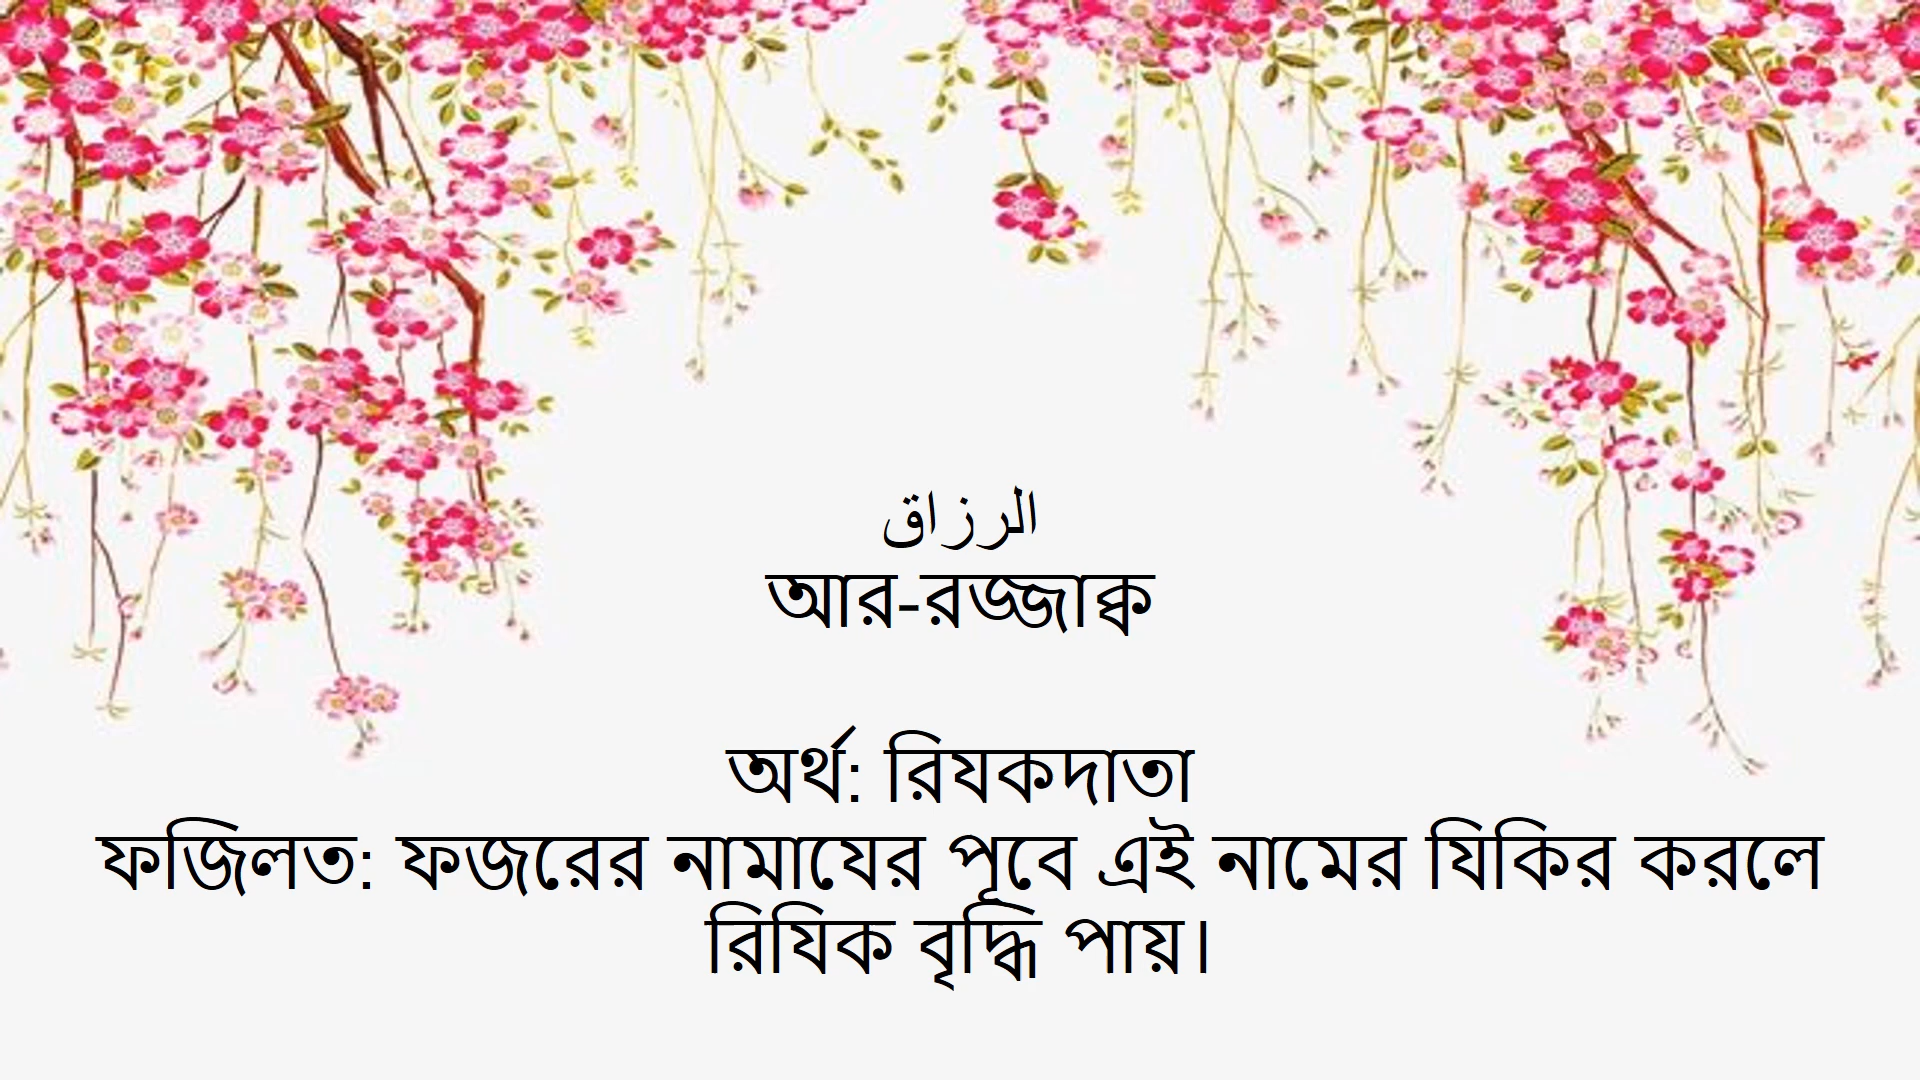 الرزاق
আর-রজ্জাক্ব
অর্থ: রিযকদাতা
ফজিলত: ফজরের নামাযের পূবে এই নামের যিকির করলে
রিযিক বৃদ্ধি পায়।